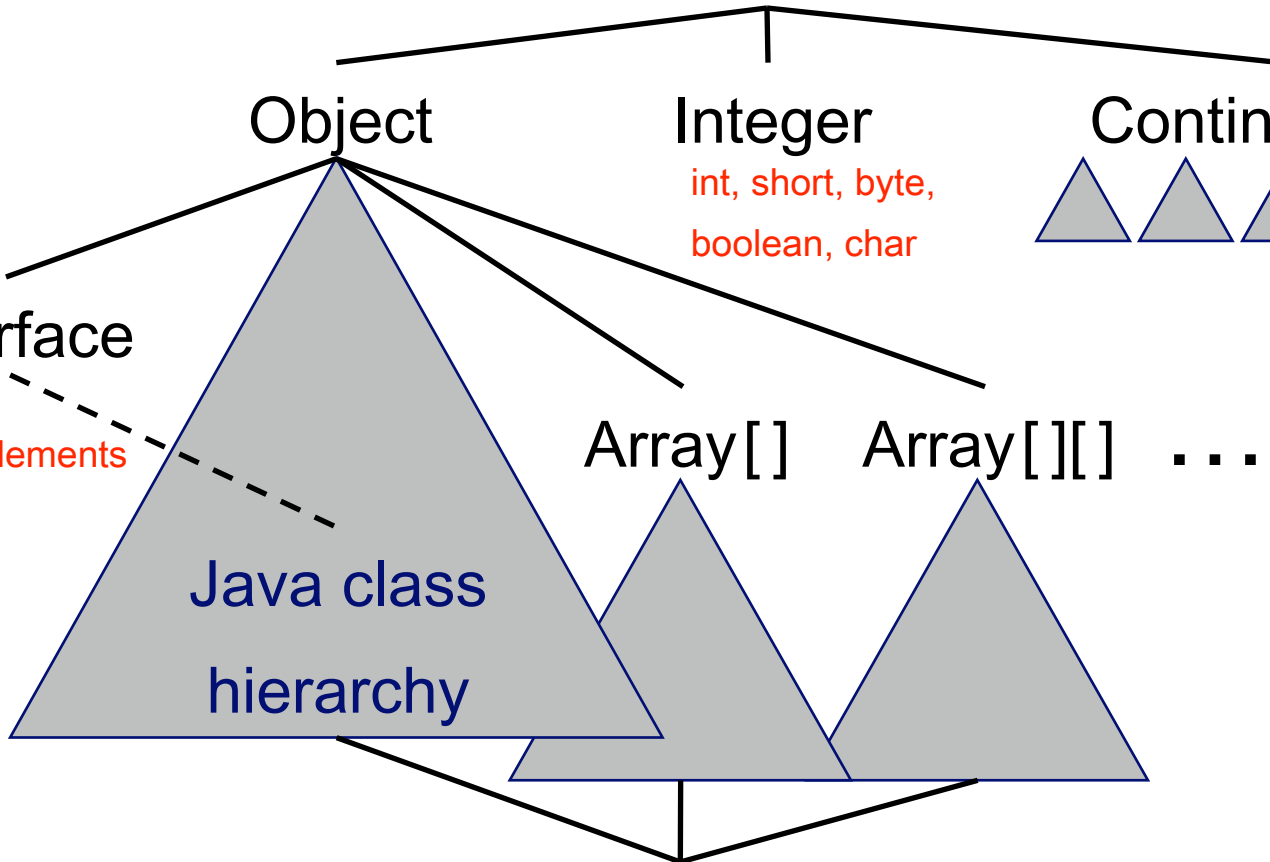 Object Integer Contin
int, short, byte,
boolean, char
rface
lements
Array[] Array[][] ...
Java class
hierarchy